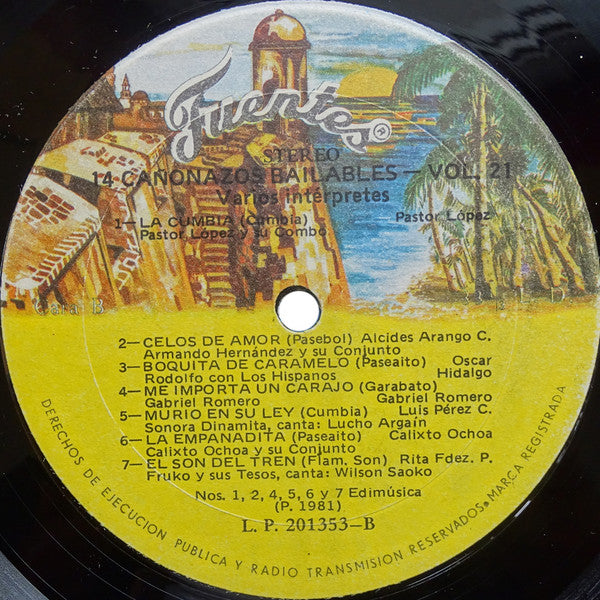 Fuentes®
STEREO
14 CAÑONAZOS BAILABLES — VOL. 21
Varios intérpretes
1—LA CUMBIA (Cumbia) Pastor López
Pastor López y su Combo
Cara B
2—CELOS DE AMOR (Pasebol) Alcides Arango C.
Armando Hernández y su Conjunto
3—BOQUITA DE CARAMELO (Paseaito) Oscar
Rodolfo con Los Hispanos Hidalgo
4—ME IMPORTA UN CARAJO (Garabato)
Gabriel Romero Gabriel Romero
5—MURIO EN SU LEY (Cumbia) Luis Pérez C.
Sonora Dinamita, canta: Lucho Argaín
6—LA EMPANADITA (Paseaito) Calixto Ochoa
Calixto Ochoa y su Conjunto
7—EL SON DEL TREN (Flam. Son) Rita Fdez. P.
Fruko y sus Tesos, canta: Wilson Saoko
Nos. 1, 2, 4, 5, 6 y 7 Edimúsica
(P. 1981)
L. P. 201353—B
DERECHOS DE EJECUCION PUBLICA Y RADIO TRANSMISION RESERVADOS. MARCA REGISTRADA